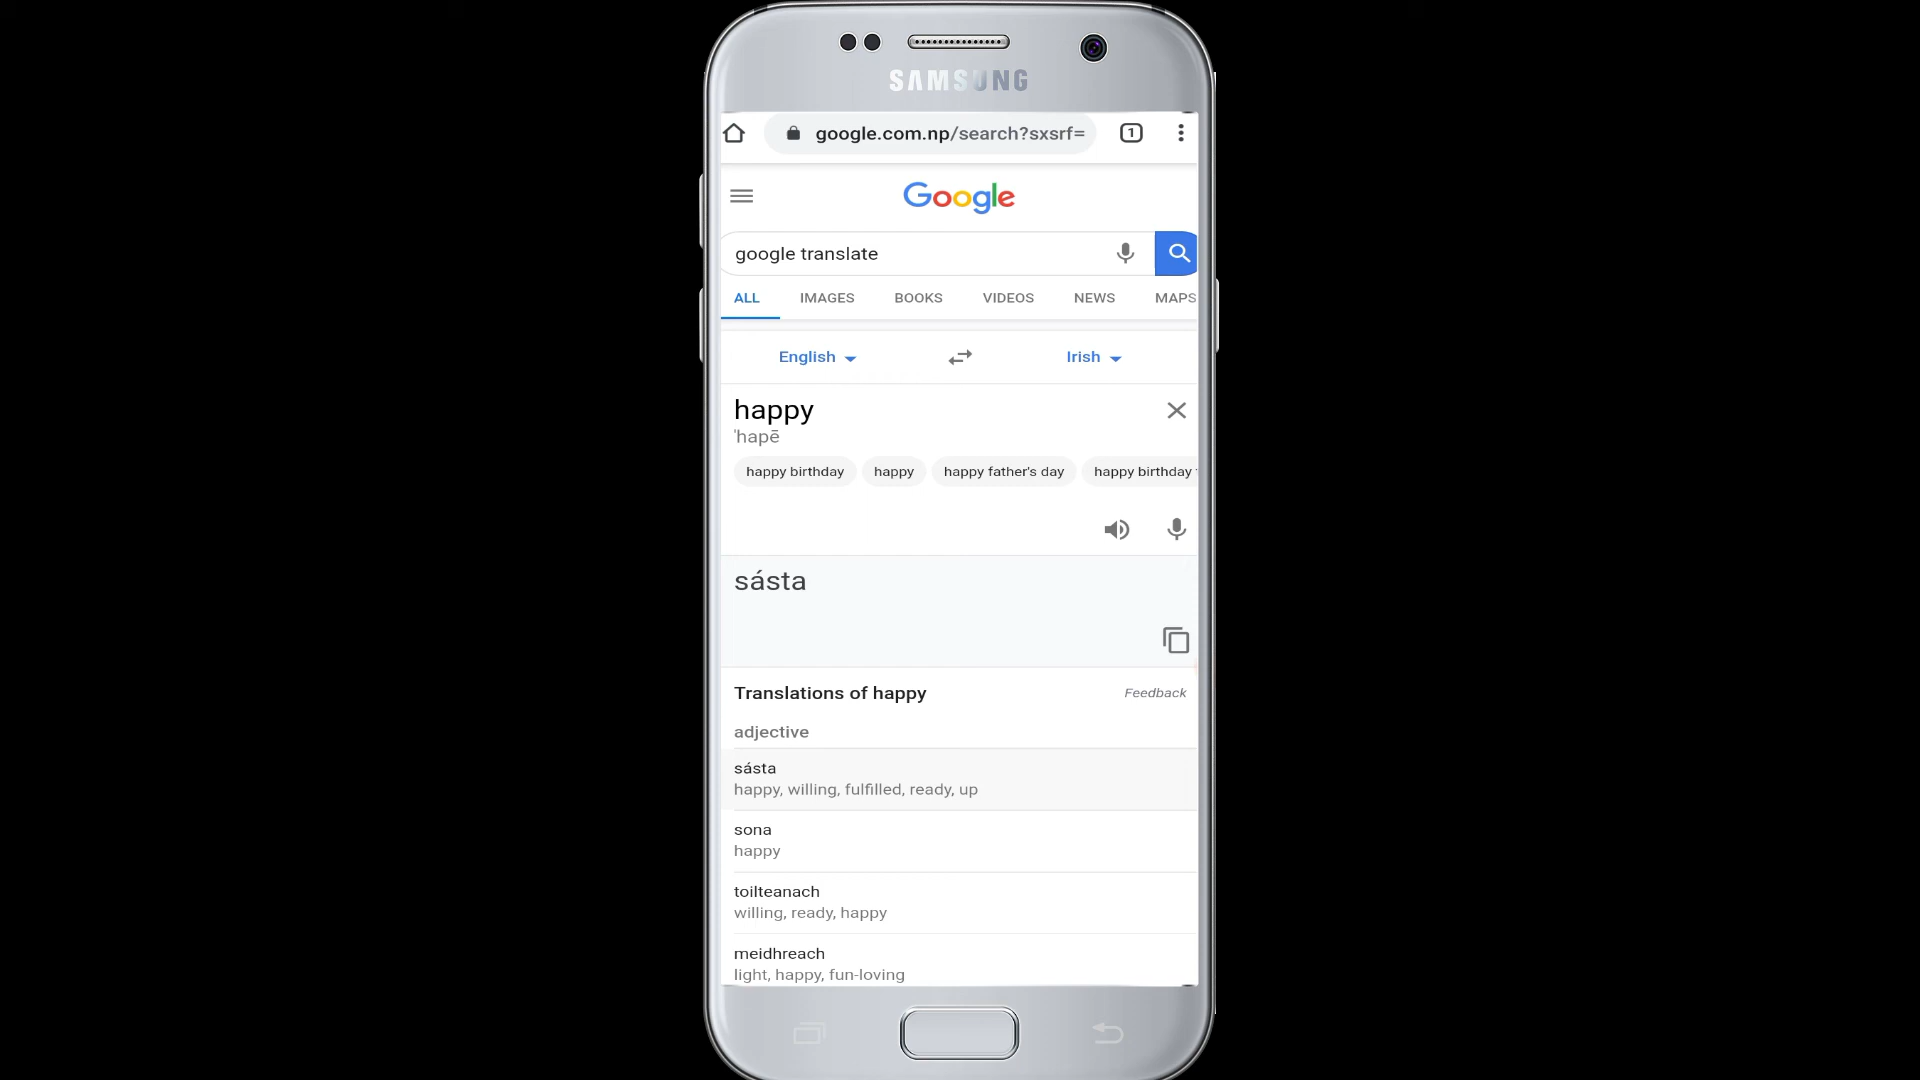 SAMSUNG
google.com.np/search?sxsrf=
1
Google
google translate
ALL IMAGES BOOKS VIDEOS NEWS MAPS
English Irish
happy
ˈhapē
happy birthday happy happy father's day happy birthday
sásta
Translations of happy Feedback
adjective
sásta
happy, willing, fulfilled, ready, up
sona
happy
toilteanach
willing, ready, happy
meidhreach
light, happy, fun-loving